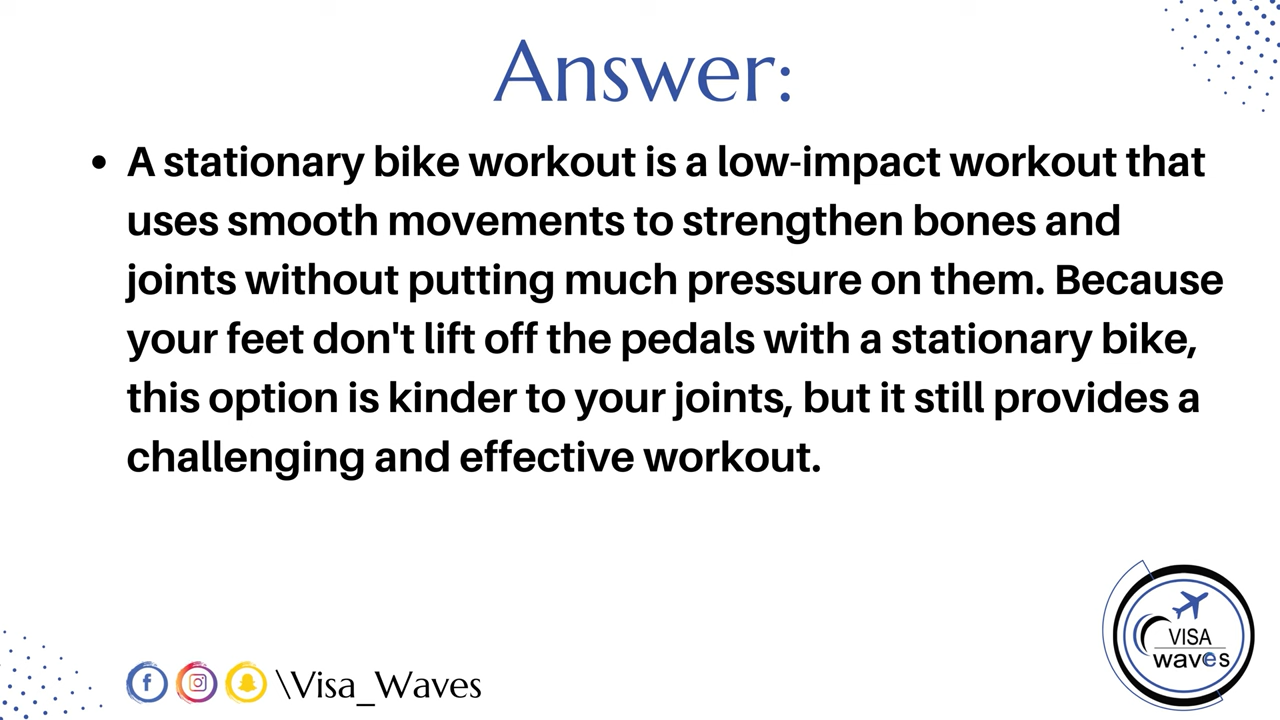 Answer:
• A stationary bike workout is a low-impact workout that
uses smooth movements to strengthen bones and
joints without putting much pressure on them. Because
your feet don't lift off the pedals with a stationary bike,
this option is kinder to your joints, but it still provides a
challenging and effective workout.
VISA
waves
\Visa_Waves